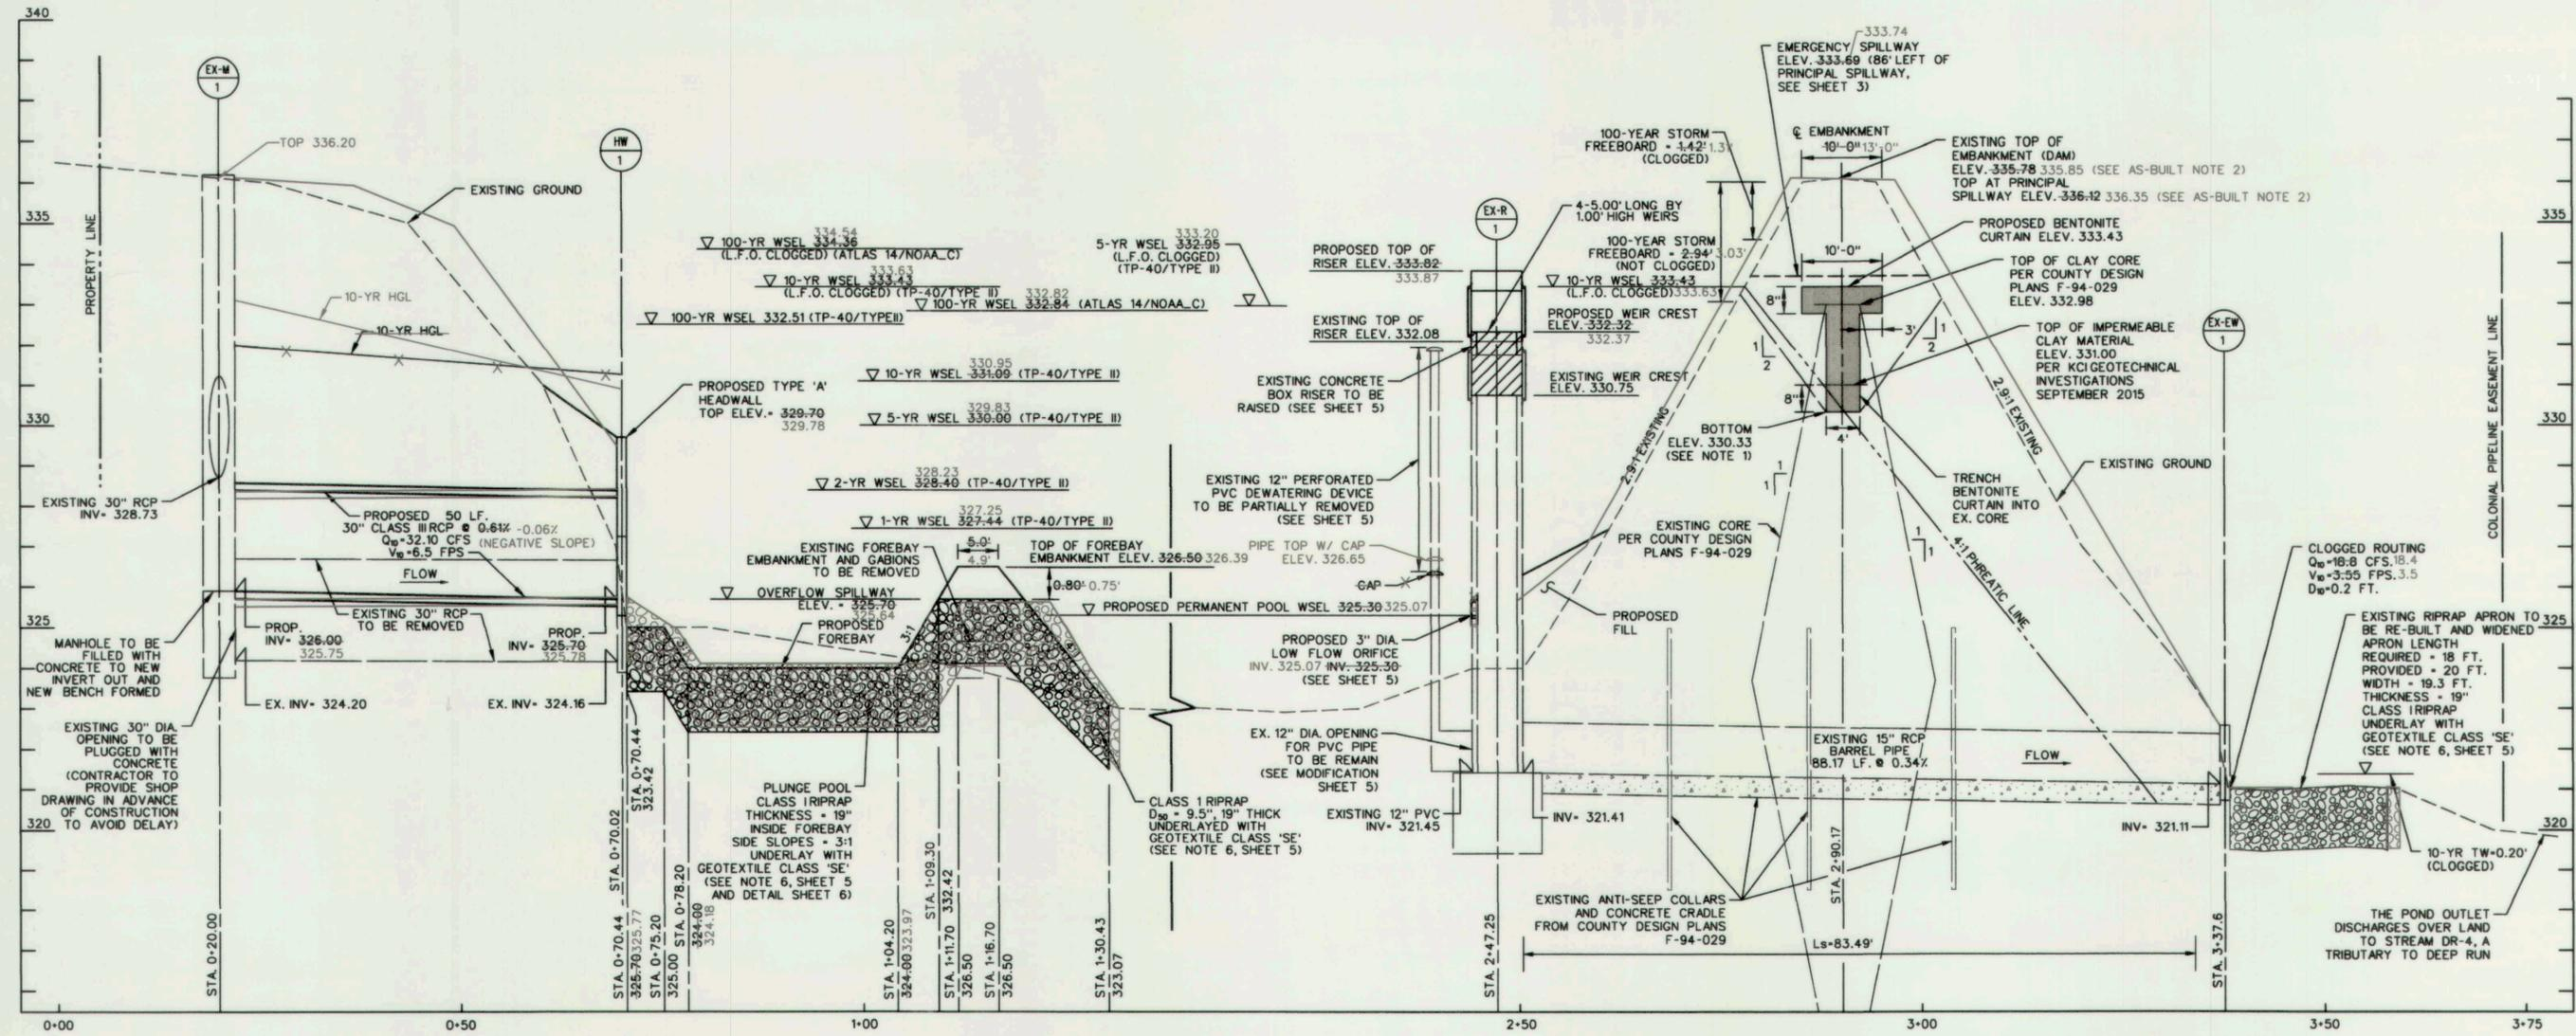 340
335
330
325
320
EX-M
1
TOP 336.20
PROPERTY LINE
EXISTING GROUND
10-YR HGL
10-YR HGL
EXISTING 30" RCP
INV= 328.73
PROPOSED 50 LF.
30" CLASS III RCP @ 0.61% -0.06%
Q10=32.10 CFS (NEGATIVE SLOPE)
V10=6.5 FPS
FLOW
EXISTING 30" RCP
TO BE REMOVED
PROP.
INV= 326.00
325.75
PROP.
INV= 325.70
325.78
MANHOLE TO BE
FILLED WITH
CONCRETE TO NEW
INVERT OUT AND
NEW BENCH FORMED
EX. INV= 324.20
EX. INV= 324.16
EXISTING 30" DIA.
OPENING TO BE
PLUGGED WITH
CONCRETE
(CONTRACTOR TO
PROVIDE SHOP
DRAWING IN ADVANCE
OF CONSTRUCTION
TO AVOID DELAY)
HW
1
334.54
100-YR WSEL 334.36
(L.F.O. CLOGGED) (ATLAS 14/NOAA_C)
333.63
10-YR WSEL 333.43
(L.F.O. CLOGGED) (TP-40/TYPE II)
332.82
100-YR WSEL 332.84 (ATLAS 14/NOAA_C)
100-YR WSEL 332.51 (TP-40/TYPEII)
333.20
5-YR WSEL 332.95
(L.F.O. CLOGGED)
(TP-40/TYPE II)
330.95
10-YR WSEL 331.09 (TP-40/TYPE II)
329.83
5-YR WSEL 330.00 (TP-40/TYPE II)
328.23
2-YR WSEL 328.40 (TP-40/TYPE II)
327.25
1-YR WSEL 327.44 (TP-40/TYPE II)
PROPOSED TYPE 'A'
HEADWALL
TOP ELEV.= 329.70
329.78
EXISTING FOREBAY
EMBANKMENT AND GABIONS
TO BE REMOVED
5.0'
4.9'
TOP OF FOREBAY
EMBANKMENT ELEV. 326.50 326.39
0.80' 0.75'
OVERFLOW SPILLWAY
ELEV. = 325.70
325.64
PROPOSED
FOREBAY
3:1
PROPOSED PERMANENT POOL WSEL 325.30 325.07
PLUNGE POOL
CLASS I RIPRAP
THICKNESS = 19"
INSIDE FOREBAY
SIDE SLOPES = 3:1
UNDERLAY WITH
GEOTEXTILE CLASS 'SE'
(SEE NOTE 6, SHEET 5
AND DETAIL SHEET 6)
CLASS 1 RIPRAP
D50 = 9.5", 19" THICK
UNDERLAYED WITH
GEOTEXTILE CLASS 'SE'
(SEE NOTE 6, SHEET 5)
PROPOSED TOP OF
RISER ELEV. 333.82
333.87
EXISTING TOP OF
RISER ELEV. 332.08
EXISTING CONCRETE
BOX RISER TO BE
RAISED (SEE SHEET 5)
EXISTING 12" PERFORATED
PVC DEWATERING DEVICE
TO BE PARTIALLY REMOVED
(SEE SHEET 5)
PIPE TOP W/ CAP
ELEV. 326.65
CAP
PROPOSED 3" DIA.
LOW FLOW ORIFICE
INV. 325.07 INV. 325.30
(SEE SHEET 5)
EX. 12" DIA. OPENING
FOR PVC PIPE
TO BE REMAIN
(SEE MODIFICATION
SHEET 5)
EXISTING 12" PVC
INV= 321.45
EX-R
1
4-5.00' LONG BY
1.00' HIGH WEIRS
10-YR WSEL 333.43
(L.F.O. CLOGGED) 333.63
PROPOSED WEIR CREST
ELEV. 332.32
332.37
EXISTING WEIR CREST
ELEV. 330.75
100-YEAR STORM
FREEBOARD = 1.42' 1.3
(CLOGGED)
100-YEAR STORM
FREEBOARD = 2.94' 3.03'
(NOT CLOGGED)
333.74
EMERGENCY SPILLWAY
ELEV. 333.69 (86' LEFT OF
PRINCIPAL SPILLWAY,
SEE SHEET 3)
℄ EMBANKMENT
10'-0" 13'-0"
EXISTING TOP OF
EMBANKMENT (DAM)
ELEV. 335.78 335.85 (SEE AS-BUILT NOTE 2)
TOP AT PRINCIPAL
SPILLWAY ELEV. 336.12 336.35 (SEE AS-BUILT NOTE 2)
PROPOSED BENTONITE
CURTAIN ELEV. 333.43
10'-0"
TOP OF CLAY CORE
PER COUNTY DESIGN
PLANS F-94-029
ELEV. 332.98
8"
3'
1
2
1
2
TOP OF IMPERMEABLE
CLAY MATERIAL
ELEV. 331.00
PER KCI GEOTECHNICAL
INVESTIGATIONS
SEPTEMBER 2015
8"
4'
BOTTOM
ELEV. 330.33
(SEE NOTE 1)
2.9:1 EXISTING
2.9:1 EXISTING
1
1
1
1
TRENCH
BENTONITE
CURTAIN INTO
EX. CORE
EXISTING GROUND
EXISTING CORE
PER COUNTY DESIGN
PLANS F-94-029
4:1 PHREATIC LINE
PROPOSED
FILL
EXISTING 15" RCP
BARREL PIPE
88.17 LF. @ 0.34%
FLOW
INV= 321.41
INV= 321.11
EXISTING ANTI-SEEP COLLARS
AND CONCRETE CRADLE
FROM COUNTY DESIGN PLANS
F-94-029
Ls=83.49'
EX-EW
1
COLONIAL PIPELINE EASEMENT LINE
CLOGGED ROUTING
Q10=18.8 CFS. 18.4
V10=3.55 FPS. 3.5
D10=0.2 FT.
EXISTING RIPRAP APRON TO
BE RE-BUILT AND WIDENED
APRON LENGTH
REQUIRED = 18 FT.
PROVIDED = 20 FT.
WIDTH = 19.3 FT.
THICKNESS = 19"
CLASS I RIPRAP
UNDERLAY WITH
GEOTEXTILE CLASS 'SE'
(SEE NOTE 6, SHEET 5)
10-YR TW=0.20'
(CLOGGED)
THE POND OUTLET
DISCHARGES OVER LAND
TO STREAM DR-4, A
TRIBUTARY TO DEEP RUN
335
330
325
320
STA. 0+20.00
STA. 0+70.02
STA. 0+70.44
323.42
STA. 0+70.44
325.70 325.77
STA. 0+75.20
325.00
STA. 0+78.20
324.00
324.18
STA. 1+04.20
324.00 323.97
STA. 1+09.30
STA. 1+11.70 332.42
326.50
STA. 1+16.70
326.50
STA. 1+30.43
323.07
STA. 2+47.25
STA. 2+90.17
STA. 3+37.6
0+00
0+50
1+00
2+50
3+00
3+50
3+75